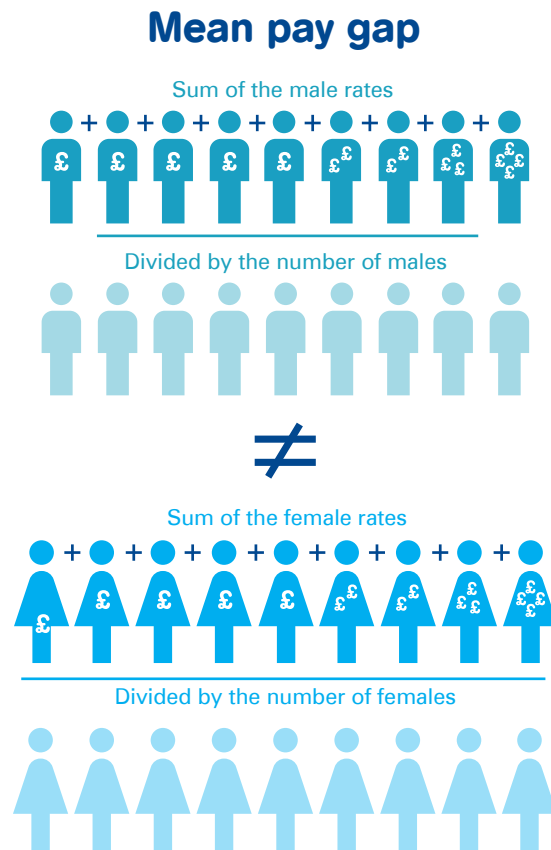 Mean pay gap
Sum of the male rates
+ + + + + + + +
£ £ £ £ £ ££ ££ £££ ££££
Divided by the number of males
≠
Sum of the female rates
+ + + + + + + +
£ £ £ £ £ ££ ££ £££ ££££
Divided by the number of females